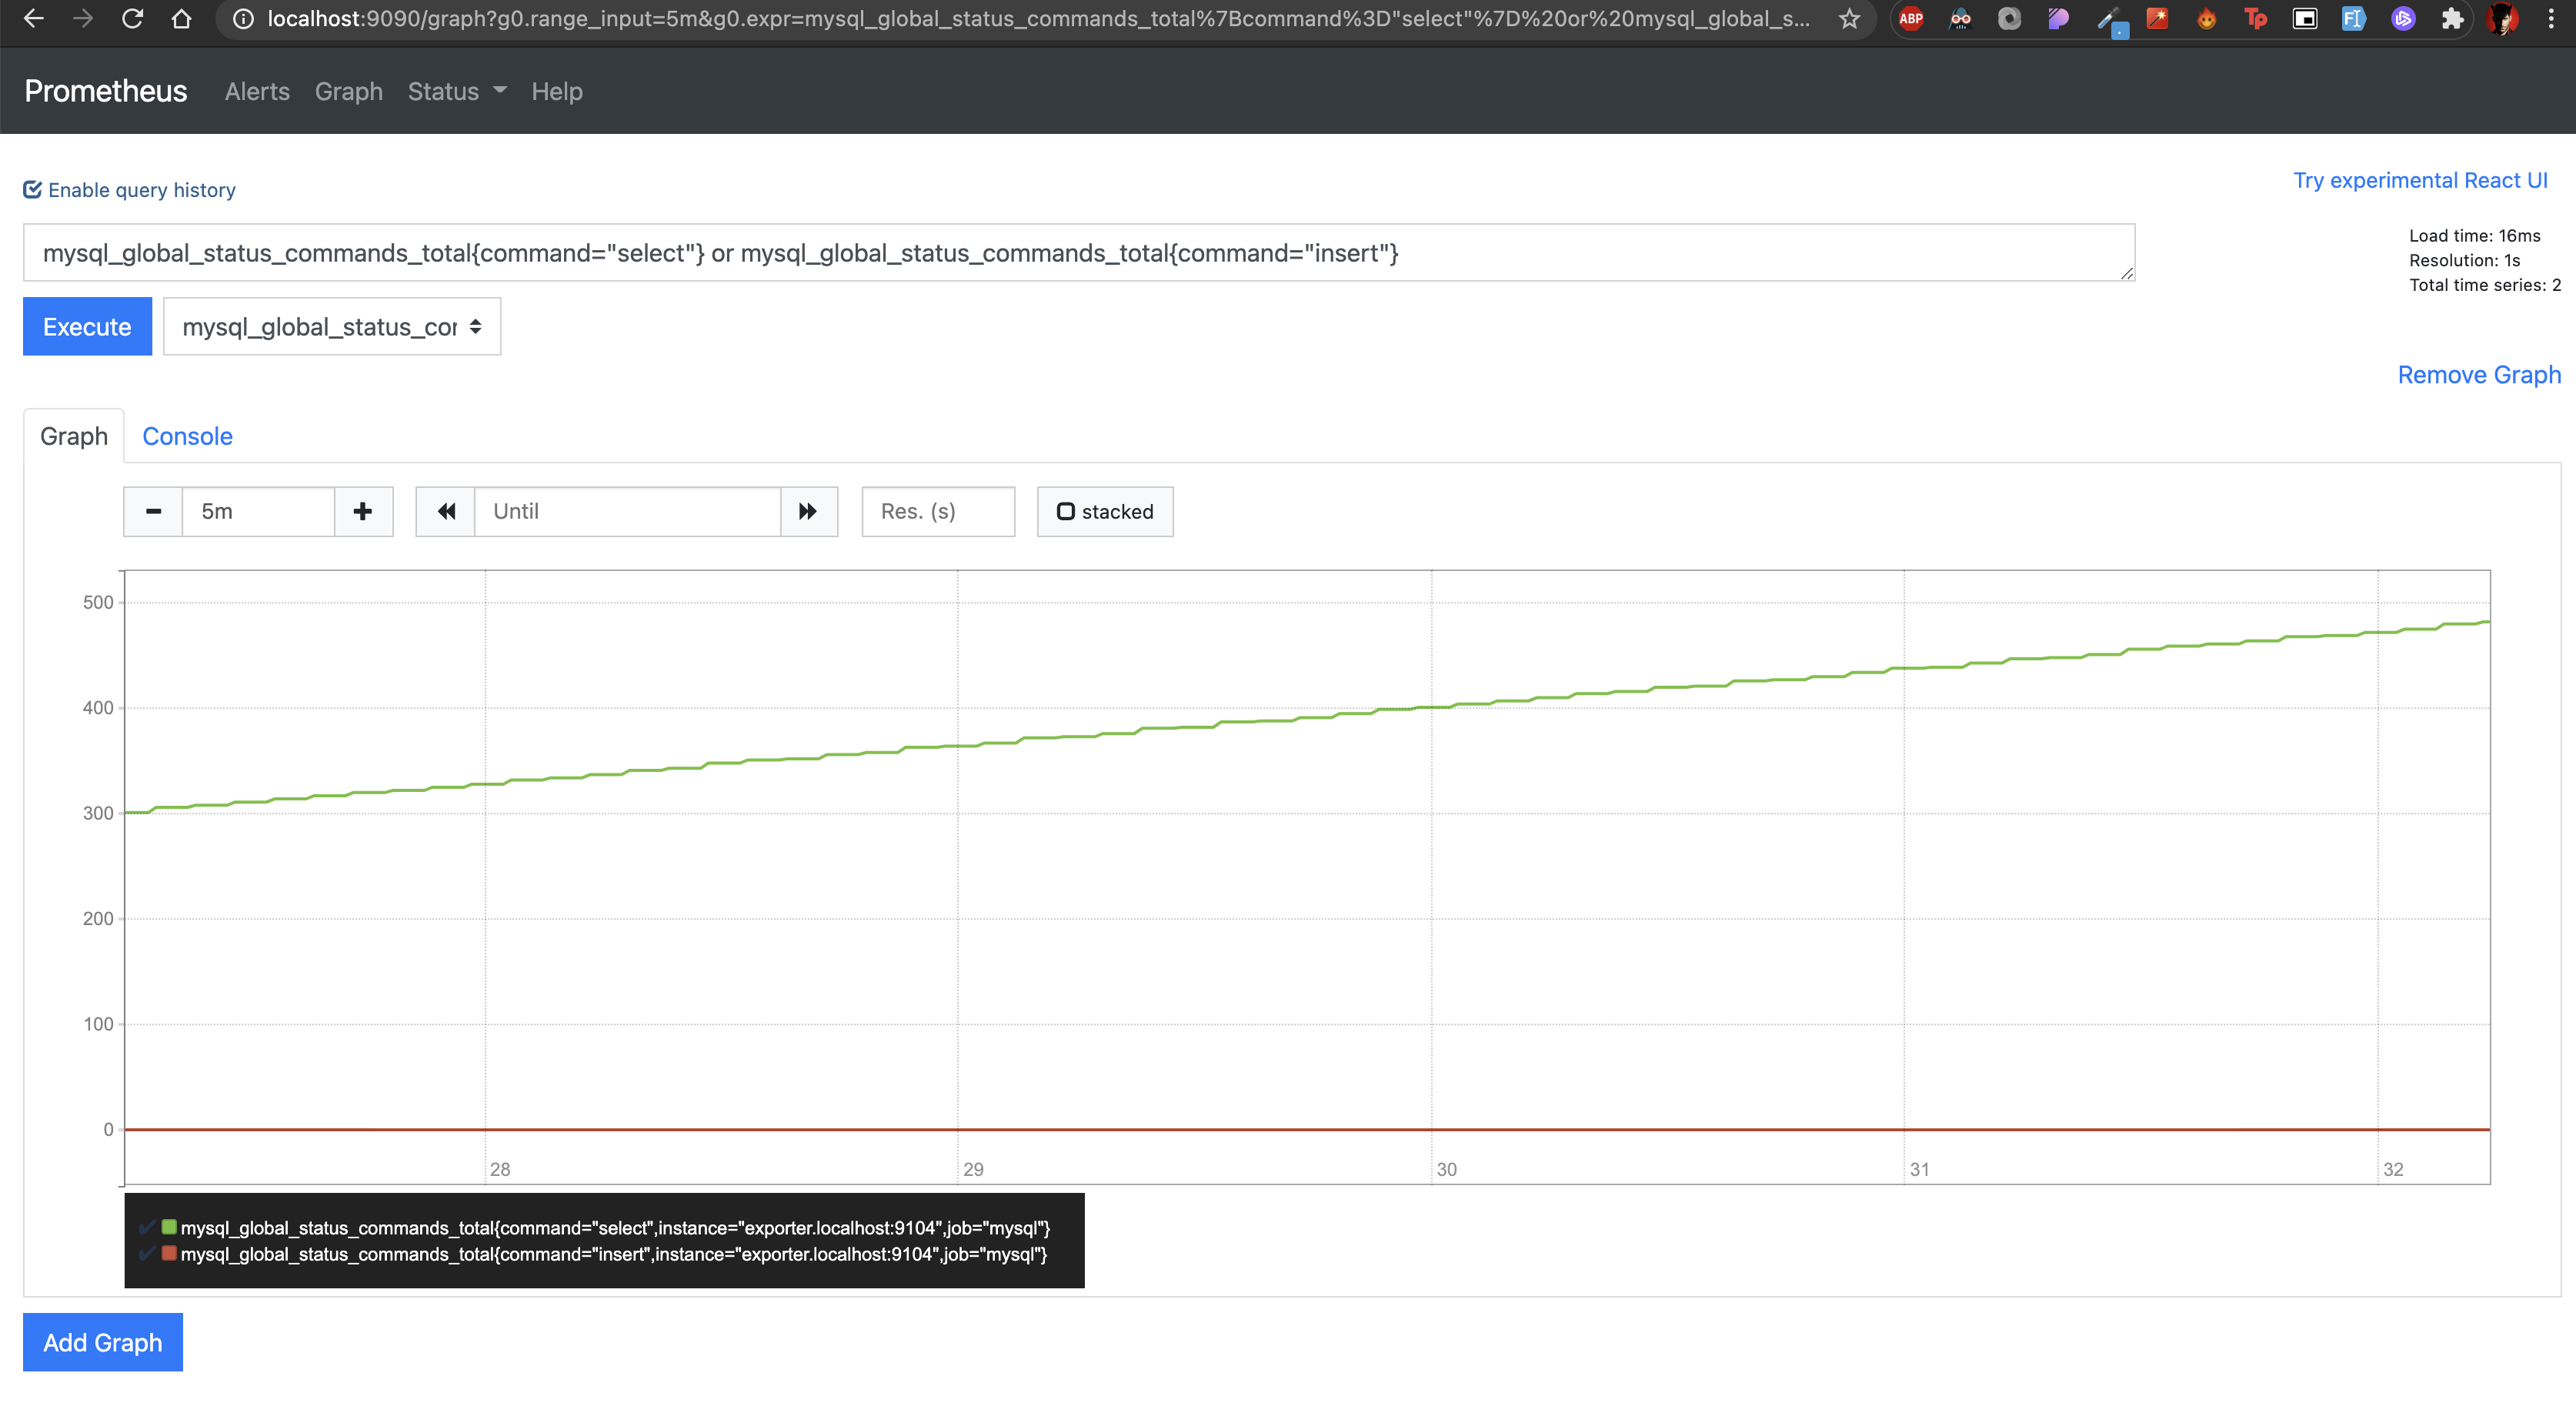 localhost:9090/graph?g0.range_input=5m&g0.expr=mysql_global_status_commands_total%7Bcommand%3D"select"%7D%20or%20mysql_global_s...
ABP
Tp
Prometheus Alerts Graph Status Help
Enable query history
Try experimental React UI
mysql_global_status_commands_total{command="select"} or mysql_global_status_commands_total{command="insert"}
Load time: 16ms
Resolution: 1s
Total time series: 2
Execute mysql_global_status_cor
Remove Graph
Graph Console
5m Until Res. (s) stacked
500
400
300
200
100
0
28 29 30 31 32
mysql_global_status_commands_total{command="select",instance="exporter.localhost:9104",job="mysql"}
mysql_global_status_commands_total{command="insert",instance="exporter.localhost:9104",job="mysql"}
Add Graph